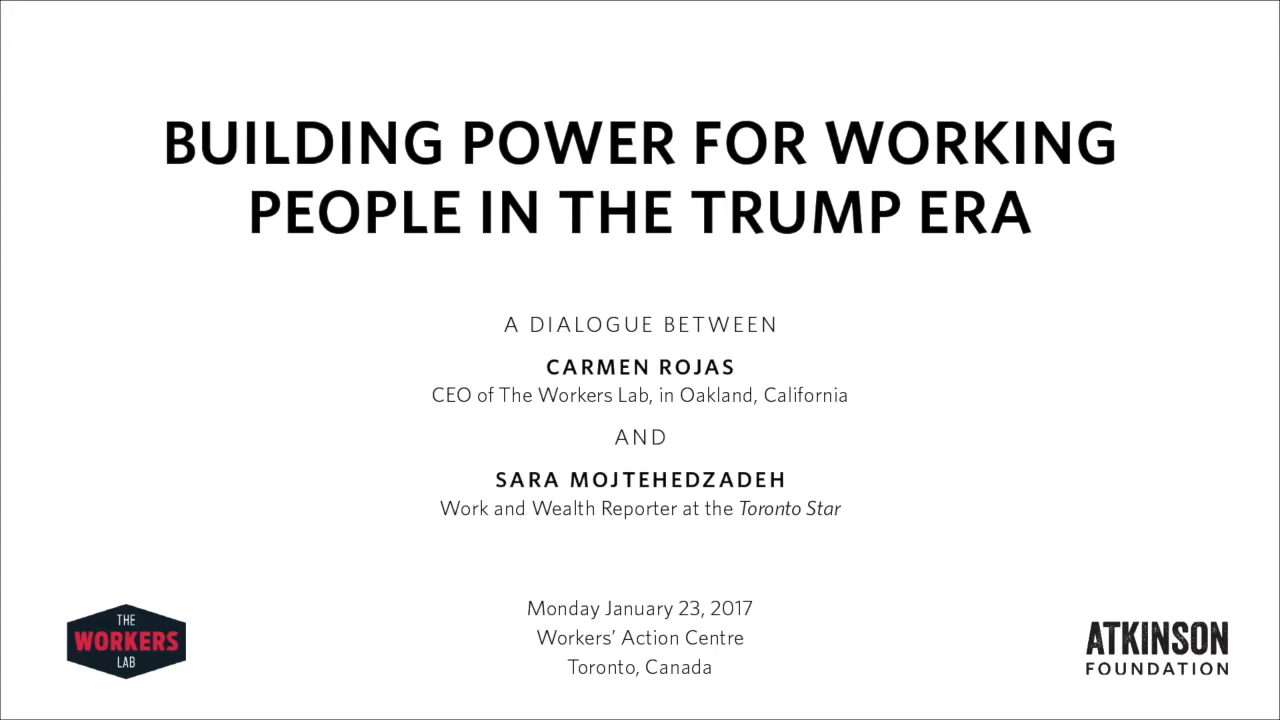 BUILDING POWER FOR WORKING
PEOPLE IN THE TRUMP ERA
A DIALOGUE BETWEEN
CARMEN ROJAS
CEO of The Workers Lab, in Oakland, California
AND
SARA MOJTEHEDZADEH
Work and Wealth Reporter at the Toronto Star
Monday January 23, 2017
Workers’ Action Centre
Toronto, Canada
THE
WORKERS
LAB
ATKINSON
FOUNDATION